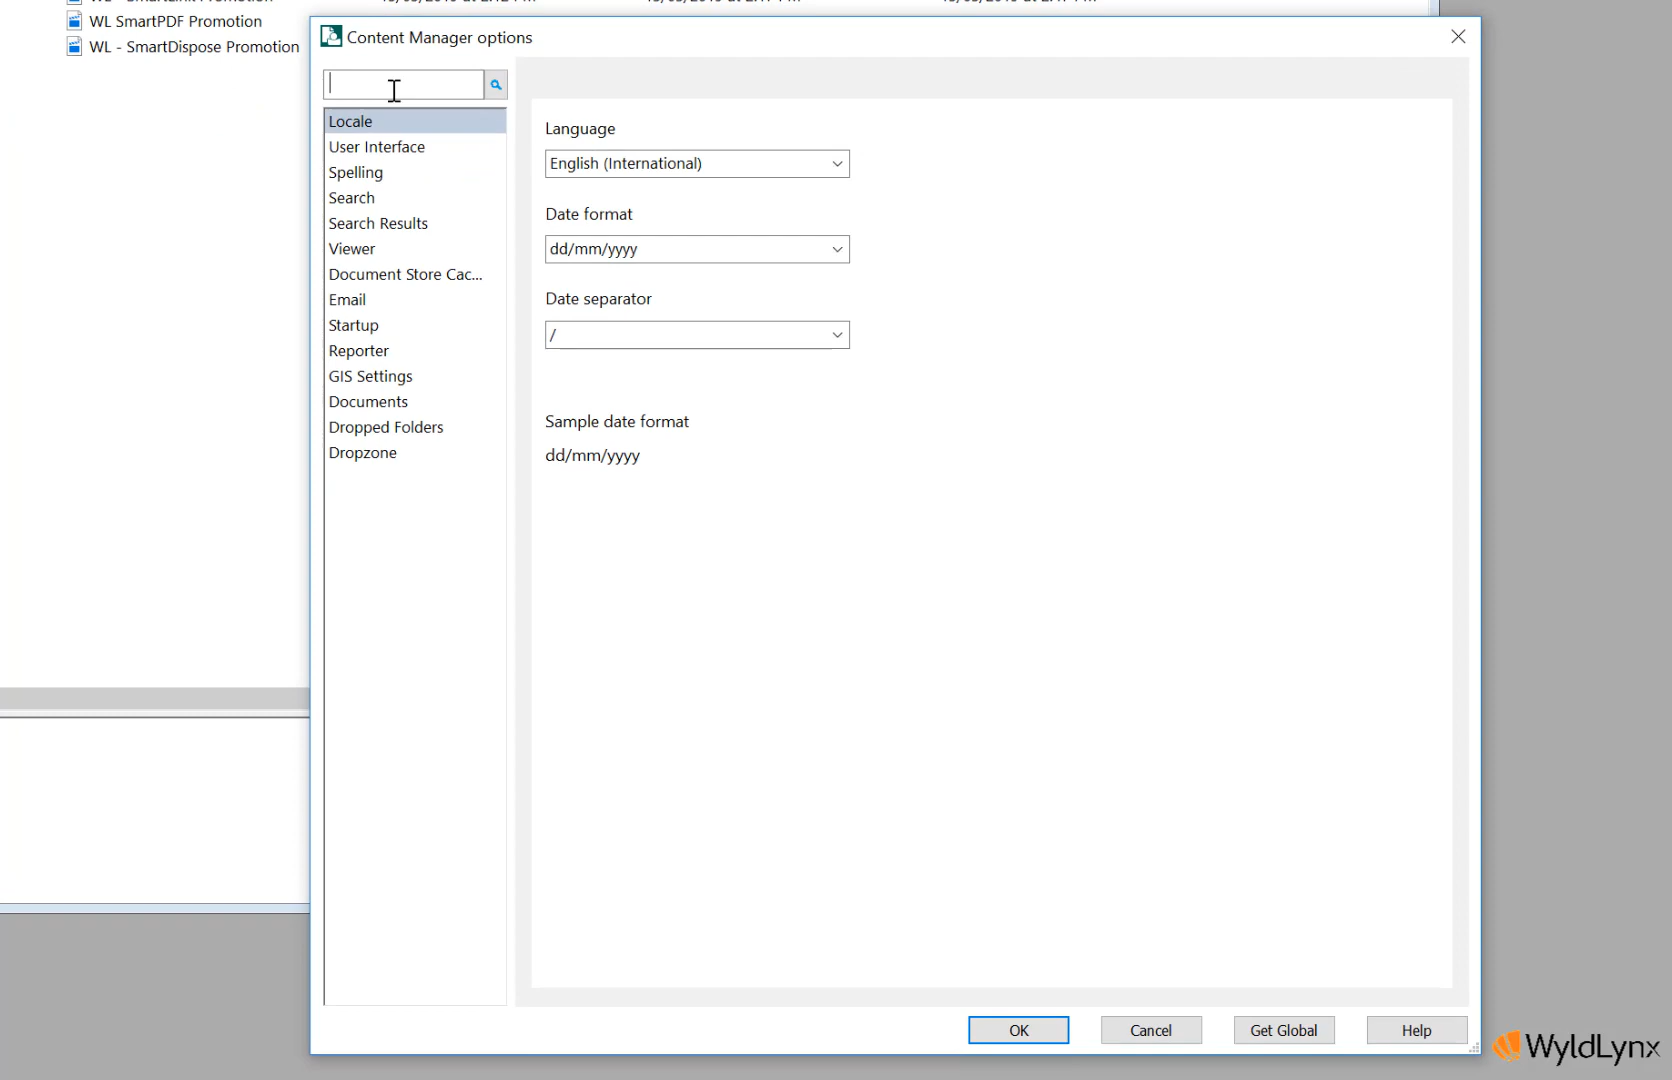 WL SmartPDF Promotion
WL - SmartDispose Promotion
Content Manager options
Locale
User Interface
Spelling
Search
Search Results
Viewer
Document Store Cac...
Email
Startup
Reporter
GIS Settings
Documents
Dropped Folders
Dropzone
Language
English (International)
Date format
dd/mm/yyyy
Date separator
/
Sample date format
dd/mm/yyyy
OK
Cancel
Get Global
Help
WyldLynx